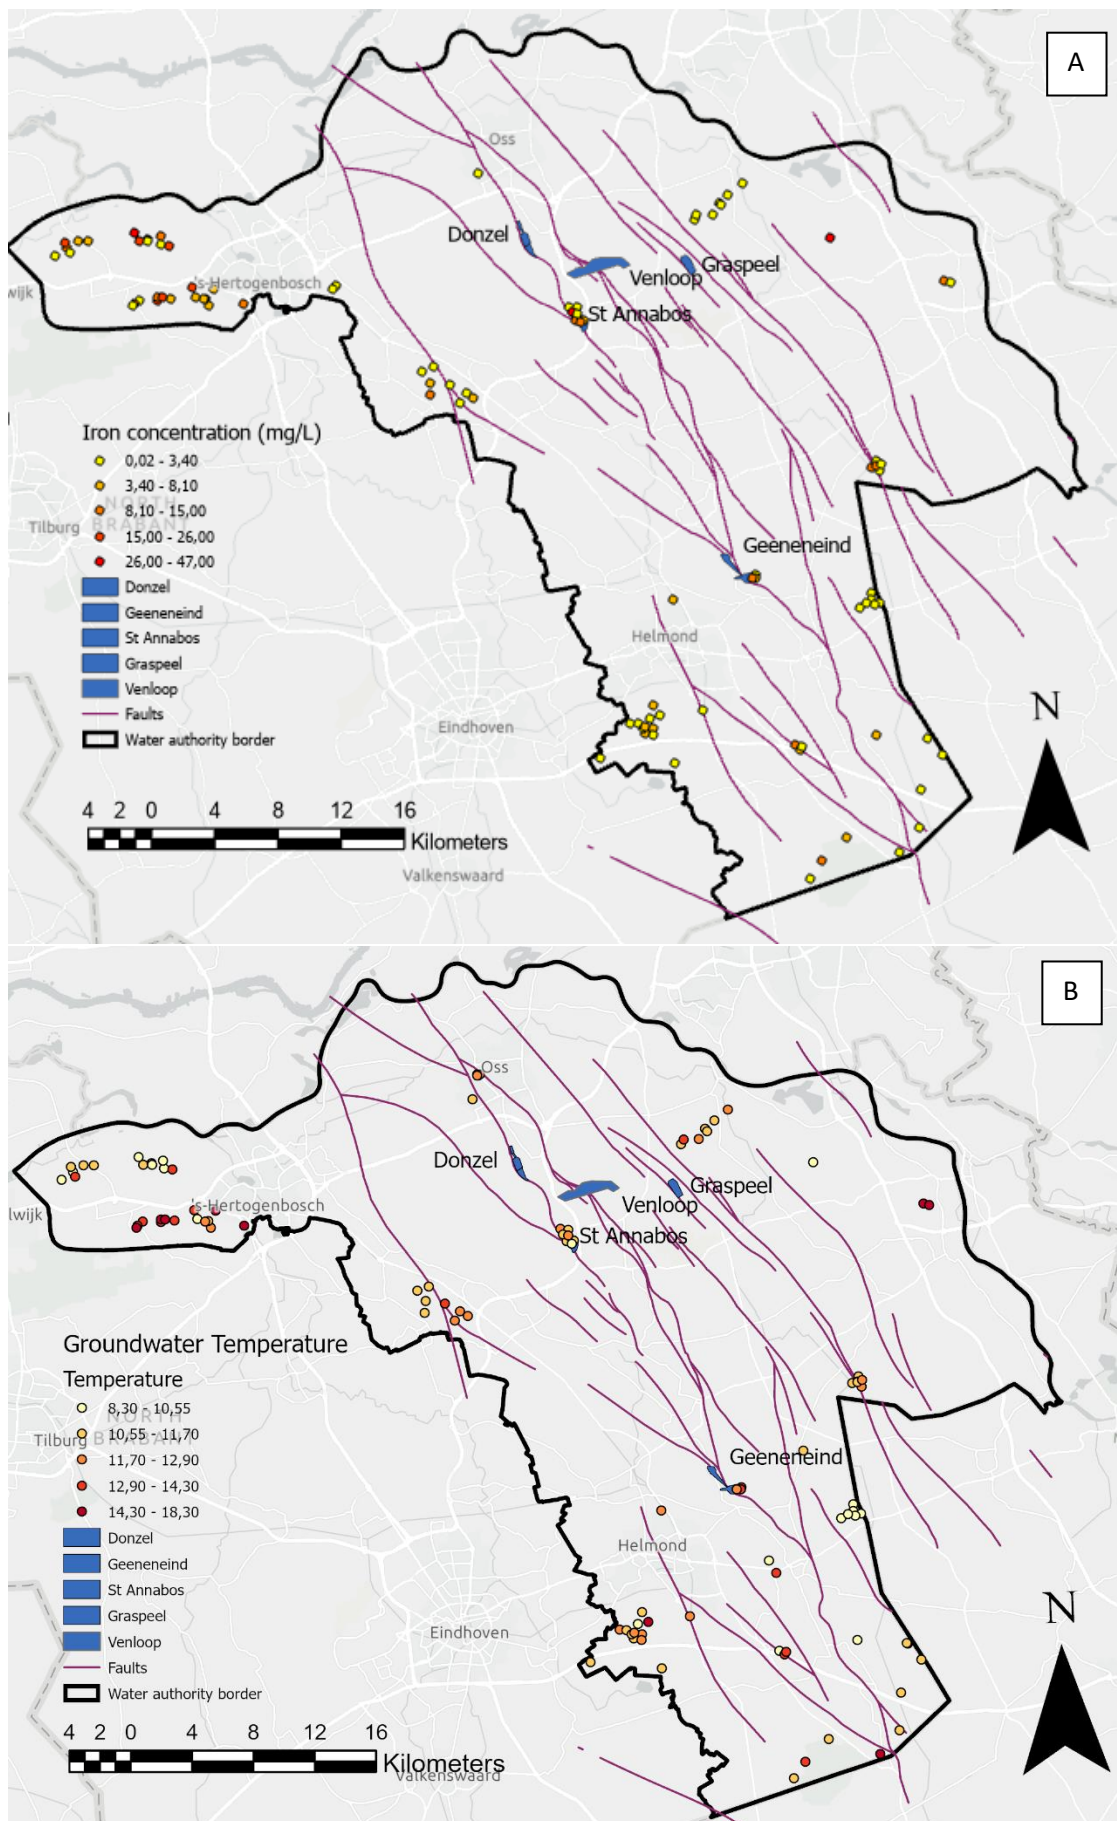 A
Oss
Donzel
Graspeel
Venloop
's-Hertogenbosch
wijk
St Annabos
Iron concentration (mg/L)
0,02 - 3,40
3,40 - 8,10
8,10 - 15,00
15,00 - 26,00
26,00 - 47,00
NORTH
BRABANT
Tilburg
Donzel
Geeneneind
St Annabos
Graspeel
Venloop
Faults
Water authority border
Geeneneind
Helmond
Eindhoven
N
4 2 0 4 8 12 16
Kilometers
Valkenswaard
B
Oss
Donzel
Graspeel
Venloop
's-Hertogenbosch
lwijk
St Annabos
Groundwater Temperature
Temperature
8,30 - 10,55
10,55 - 11,70
11,70 - 12,90
12,90 - 14,30
14,30 - 18,30
NORTH
Tilburg
BRABANT
Donzel
Geeneneind
St Annabos
Graspeel
Venloop
Faults
Water authority border
Geeneneind
Helmond
Eindhoven
N
4 2 0 4 8 12 16
Kilometers
Valkenswaard